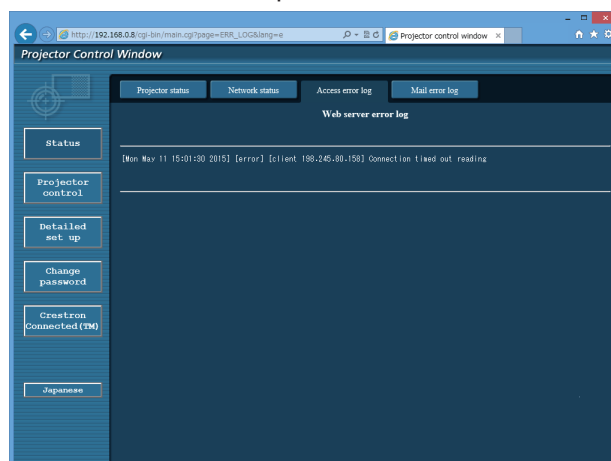 http://192.168.0.8/cgi-bin/main.cgi?page=ERR_LOG&lang=e
Projector control window
Projector Control Window
Projector status
Network status
Access error log
Mail error log
Web server error log
[Mon May 11 15:01:30 2015] [error] [client 198.245.80.158] Connection timed out reading
Status
Projector
control
Detailed
set up
Change
password
Crestron
Connected(TM)
Japanese